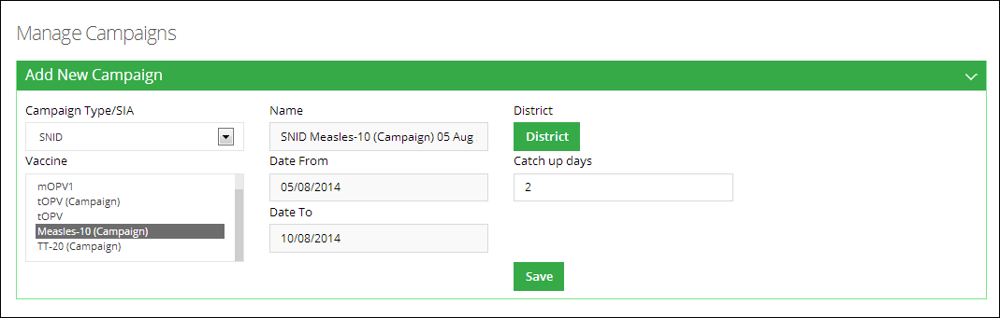 Manage Campaigns
Add New Campaign
Campaign Type/SIA
SNID
Name
SNID Measles-10 (Campaign) 05 Aug
District
District
Vaccine
mOPV1
tOPV (Campaign)
tOPV
Measles-10 (Campaign)
TT-20 (Campaign)
Date From
05/08/2014
Catch up days
2
Date To
10/08/2014
Save